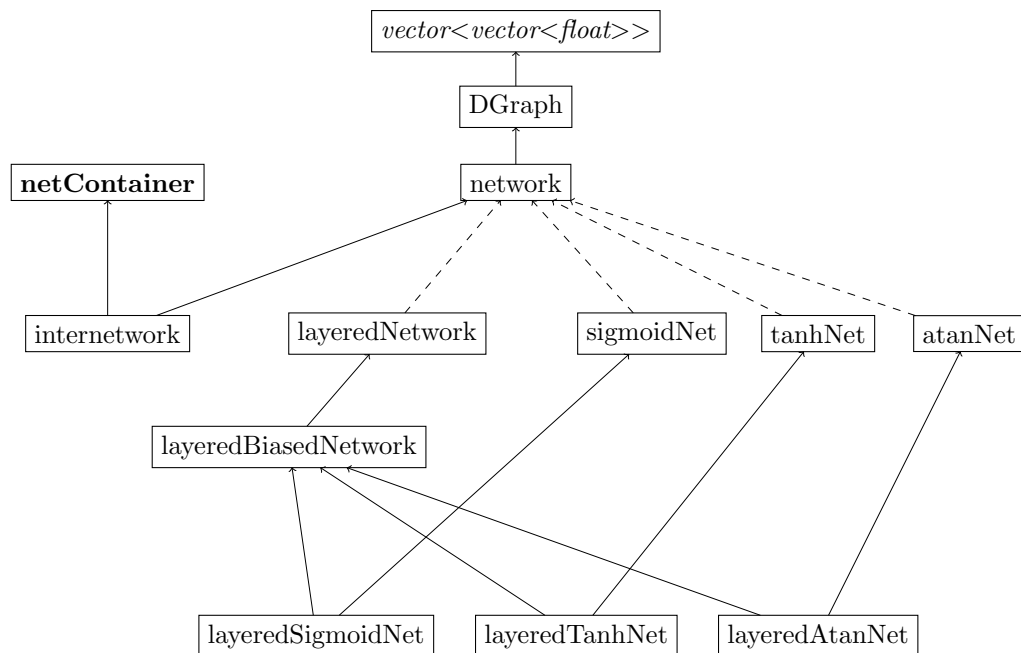 vector<vector<float>>
DGraph
netContainer
network
internetwork
layeredNetwork
sigmoidNet
tanhNet
atanNet
layeredBiasedNetwork
layeredSigmoidNet
layeredTanhNet
layeredAtanNet